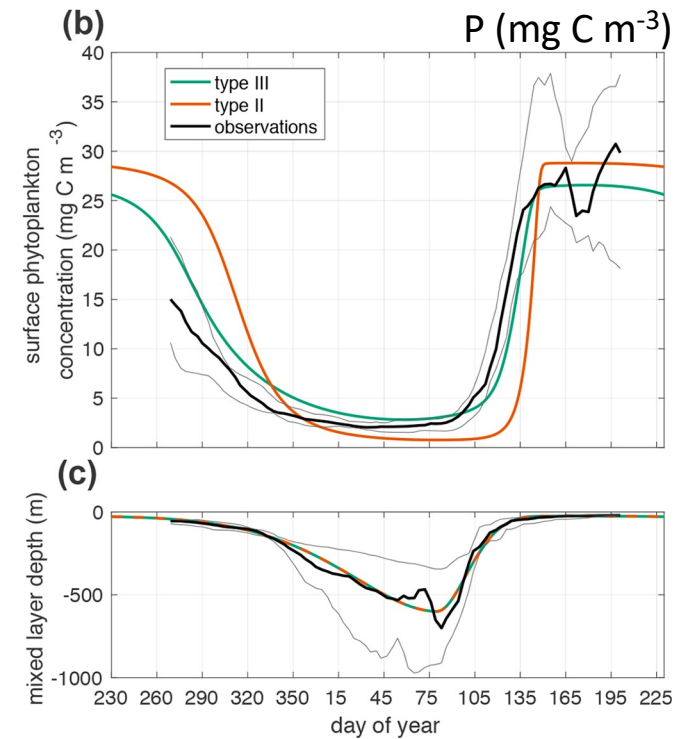 (b)
P (mg C m-3)
40
35
30
25
20
15
10
5
0
surface phytoplankton
concentration (mg C m -3)
type III
type II
observations
(c)
0
-500
-1000
mixed layer depth (m)
230 260 290 320 350 15 45 75 105 135 165 195 225
day of year